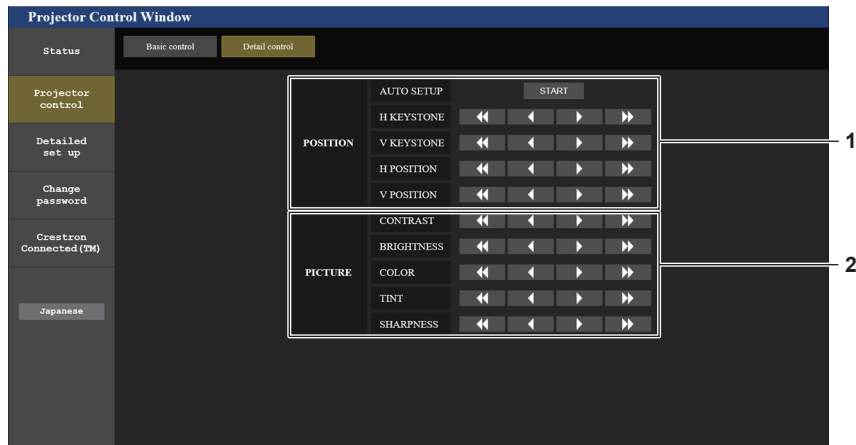 Projector Control Window
Status
Basic control
Detail control
Projector
control
Detailed
set up
Change
password
Crestron
Connected(TM)
Japanese
POSITION
AUTO SETUP
START
H KEYSTONE
V KEYSTONE
H POSITION
V POSITION
1
PICTURE
CONTRAST
BRIGHTNESS
COLOR
TINT
SHARPNESS
2